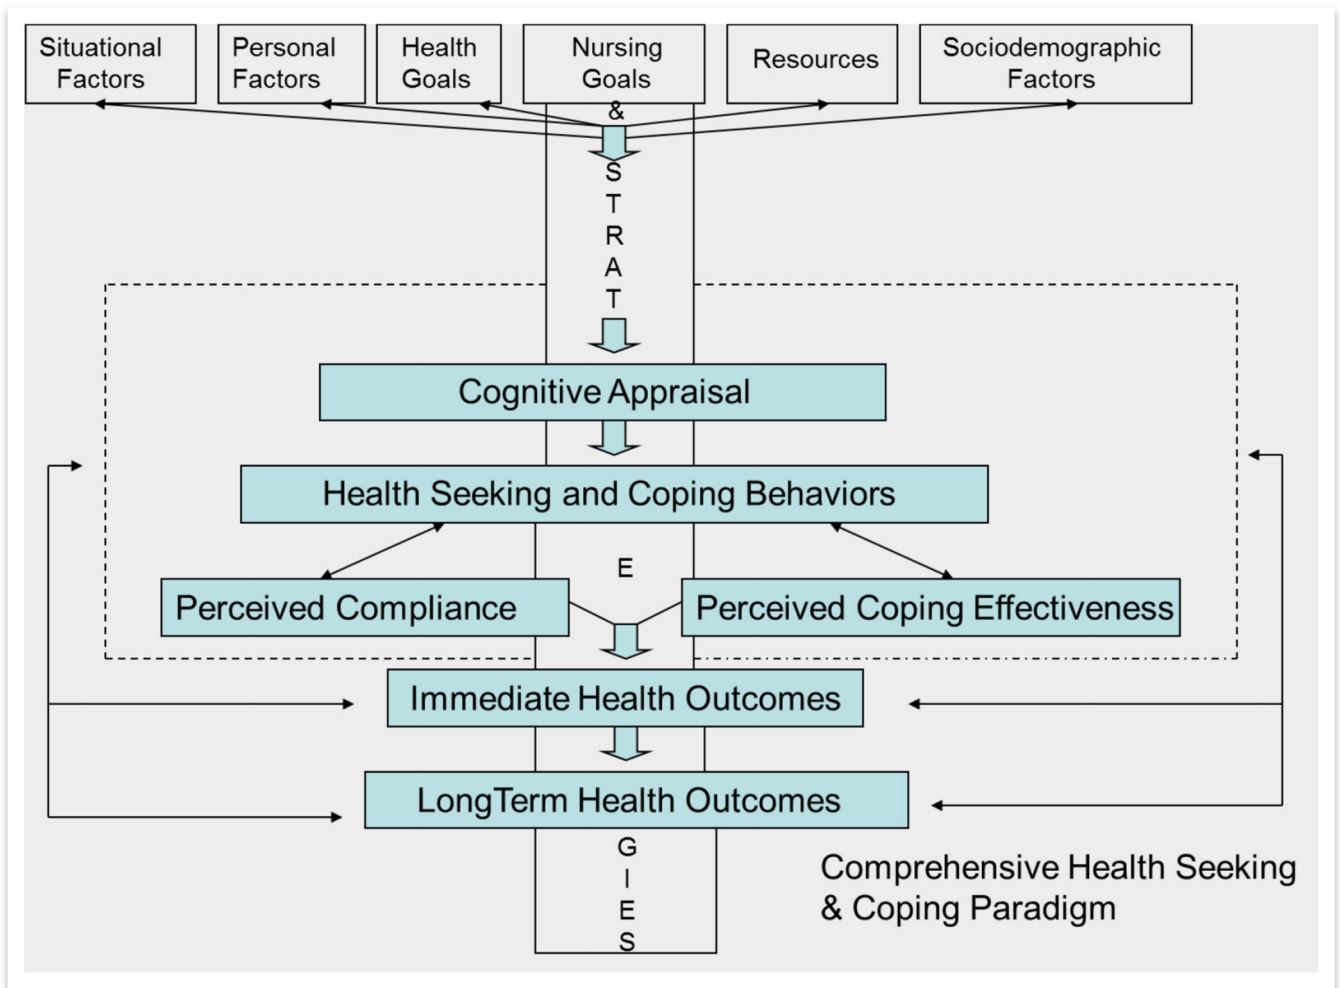 Situational
Factors
Personal
Factors
Health
Goals
Nursing
Goals
&
Resources
Sociodemographic
Factors
S
T
R
A
T
Cognitive Appraisal
Health Seeking and Coping Behaviors
E
Perceived Compliance
Perceived Coping Effectiveness
Immediate Health Outcomes
LongTerm Health Outcomes
G
I
E
S
Comprehensive Health Seeking
& Coping Paradigm